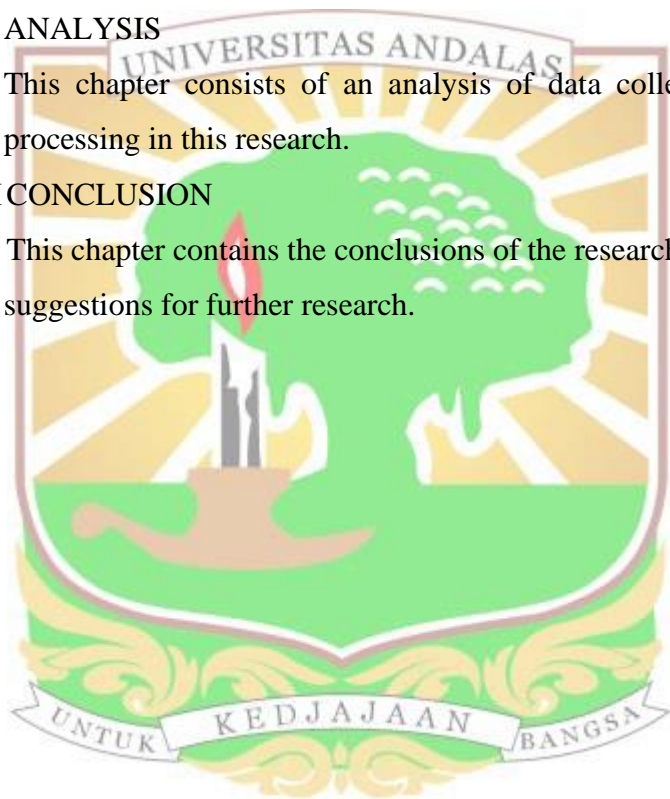 ANALYSIS
UNIVERSITAS ANDALAS
This chapter consists of an analysis of data colle
processing in this research.
CONCLUSION
This chapter contains the conclusions of the research
suggestions for further research.
UNTUK KEDJAJAAN BANGSA